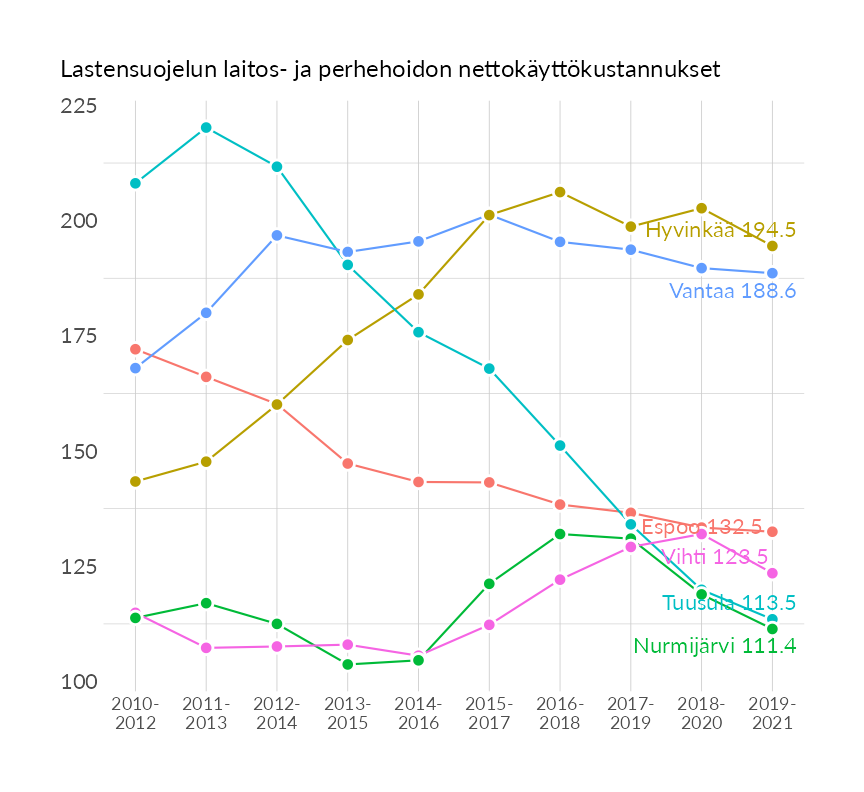 Lastensuojelun laitos- ja perhehoidon nettokäyttökustannukset
225
200
175
150
125
100
Hyvinkää 194.5
Vantaa 188.6
Espoo 132.5
Vihti 123.5
Tuusula 113.5
Nurmijärvi 111.4
2010- 2011- 2012- 2013- 2014- 2015- 2016- 2017- 2018- 2019-
2012 2013 2014 2015 2016 2017 2018 2019 2020 2021